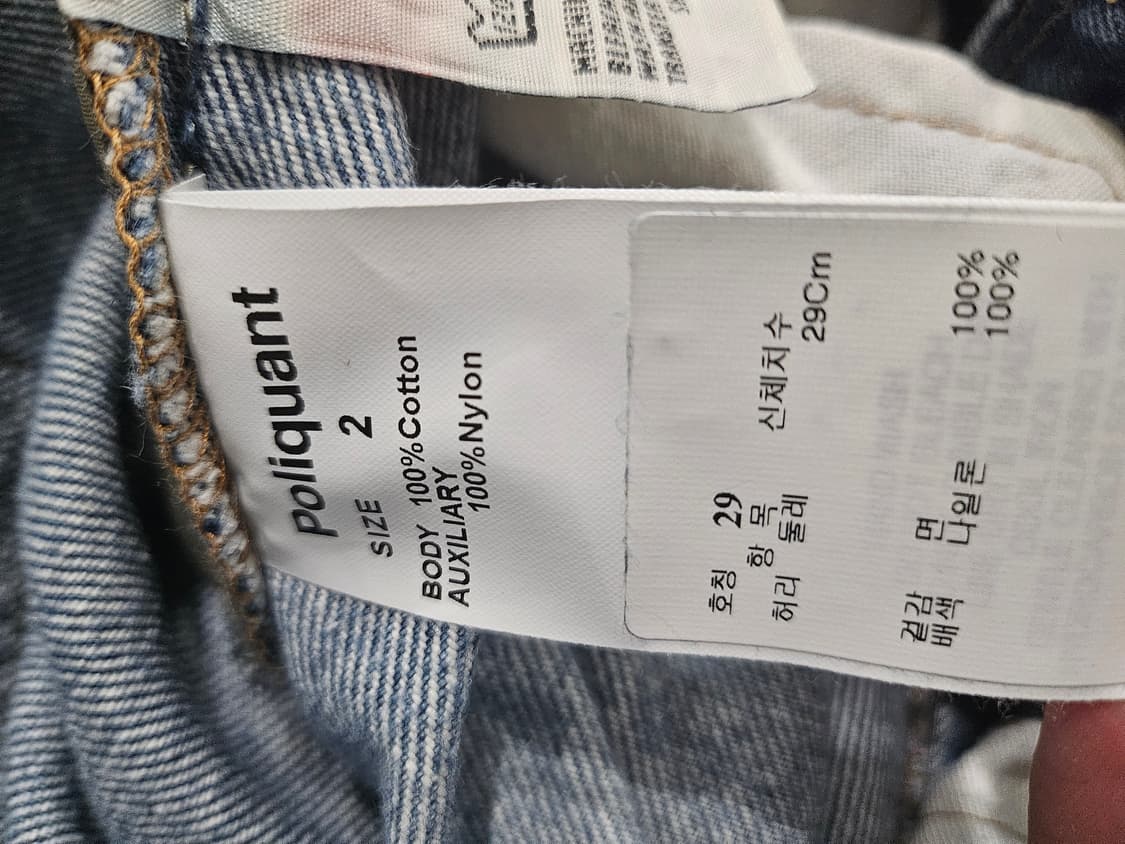 poliquant
SIZE 2
BODY 100%Cotton
AUXILIARY
100%Nylon
호칭 29
항 목 신체치수
허리 둘레 29Cm
겉감 면 100%
배색 나일론 100%